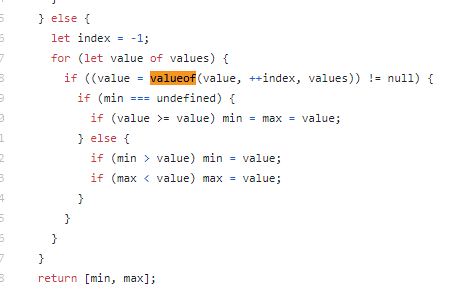 } else {
let index = -1;
for (let value of values) {
if ((value = valueof(value, ++index, values)) != null) {
if (min === undefined) {
if (value >= value) min = max = value;
} else {
if (min > value) min = value;
if (max < value) max = value;
}
}
}
}
return [min, max];